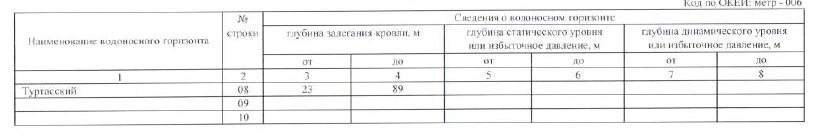 Код по ОКЕИ: метр - 006
Наименование водоносного горизонта № строки Сведения о водоносном горизонте
глубина залегания кровли, м глубина статического уровня или избыточное давление, м глубина динамического уровня или избыточное давление, м
от до от до от до
1 2 3 4 5 6 7 8
Туртасский 08 23 89
09
10